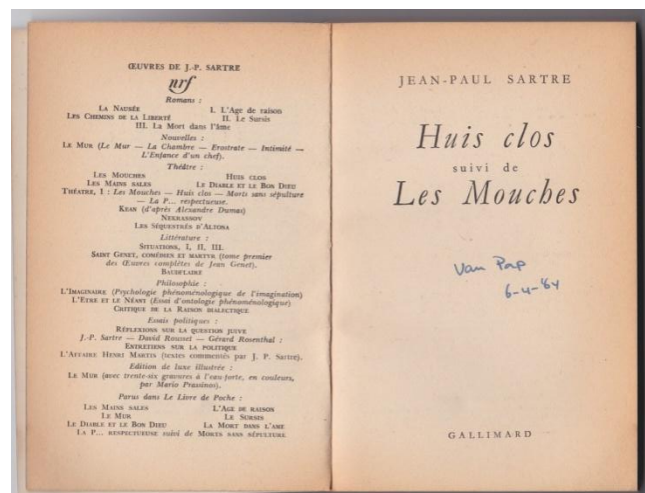 ŒUVRES DE J.-P. SARTRE
nrf
Romans :
LA NAUSÉE I. L'Age de raison
LES CHEMINS DE LA LIBERTÉ II. Le Sursis
III. La Mort dans l'âme
Nouvelles :
LE MUR (Le Mur — La Chambre — Erostrate — Intimité —
L'Enfance d'un chef).
Théâtre :
LES MOUCHES HUIS CLOS
LES MAINS SALES LE DIABLE ET LE BON DIEU
THÉATRE, I : Les Mouches — Huis clos — Morts sans sépulture
— La P... respectueuse.
KEAN (d'après Alexandre Dumas)
NEKRASSOV
LES SÉQUESTRÉS D'ALTONA
Littérature :
SITUATIONS, I, II, III.
SAINT GENET, COMÉDIEN ET MARTYR (tome premier
des Œuvres complètes de Jean Genet).
BAUDELAIRE
Philosophie :
L'IMAGINAIRE (Psychologie phénoménologique de l'imagination)
L'ÊTRE ET LE NÉANT (Essai d'ontologie phénoménologique)
CRITIQUE DE LA RAISON DIALECTIQUE
Essais politiques :
RÉFLEXIONS SUR LA QUESTION JUIVE
J.-P. Sartre — David Rousset — Gérard Rosenthal :
ENTRETIENS SUR LA POLITIQUE
L'AFFAIRE HENRI MARTIN (textes commentés par J. P. Sartre).
Edition de luxe illustrée :
LE MUR (avec trente-six gravures à l'eau-forte, en couleurs,
par Mario Prassinos).
Parus dans Le Livre de Poche :
LES MAINS SALES L'AGE DE RAISON
LE MUR LE SURSIS
LE DIABLE ET LE BON DIEU LA MORT DANS L'AME
LA P... RESPECTUEUSE suivi de MORTS SANS SÉPULTURE
JEAN-PAUL SARTRE
Huis clos
suivi de
Les Mouches
Van
6-4-'64
GALLIMARD